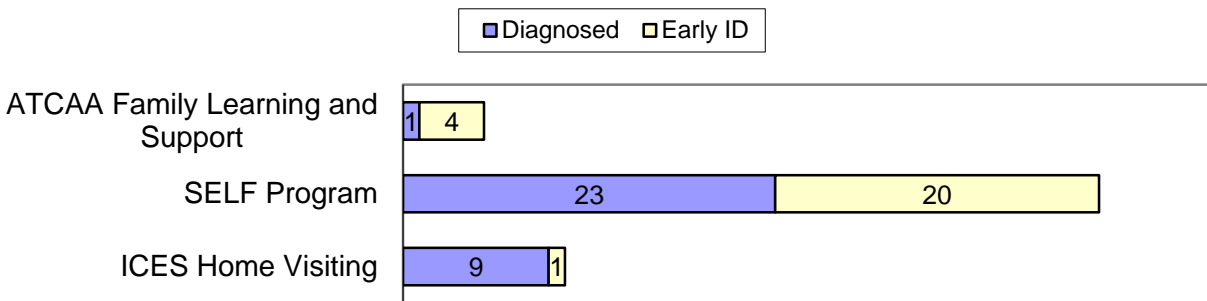 Diagnosed Early ID
ATCAA Family Learning and
Support
1 4
SELF Program
23 20
ICES Home Visiting
9 1